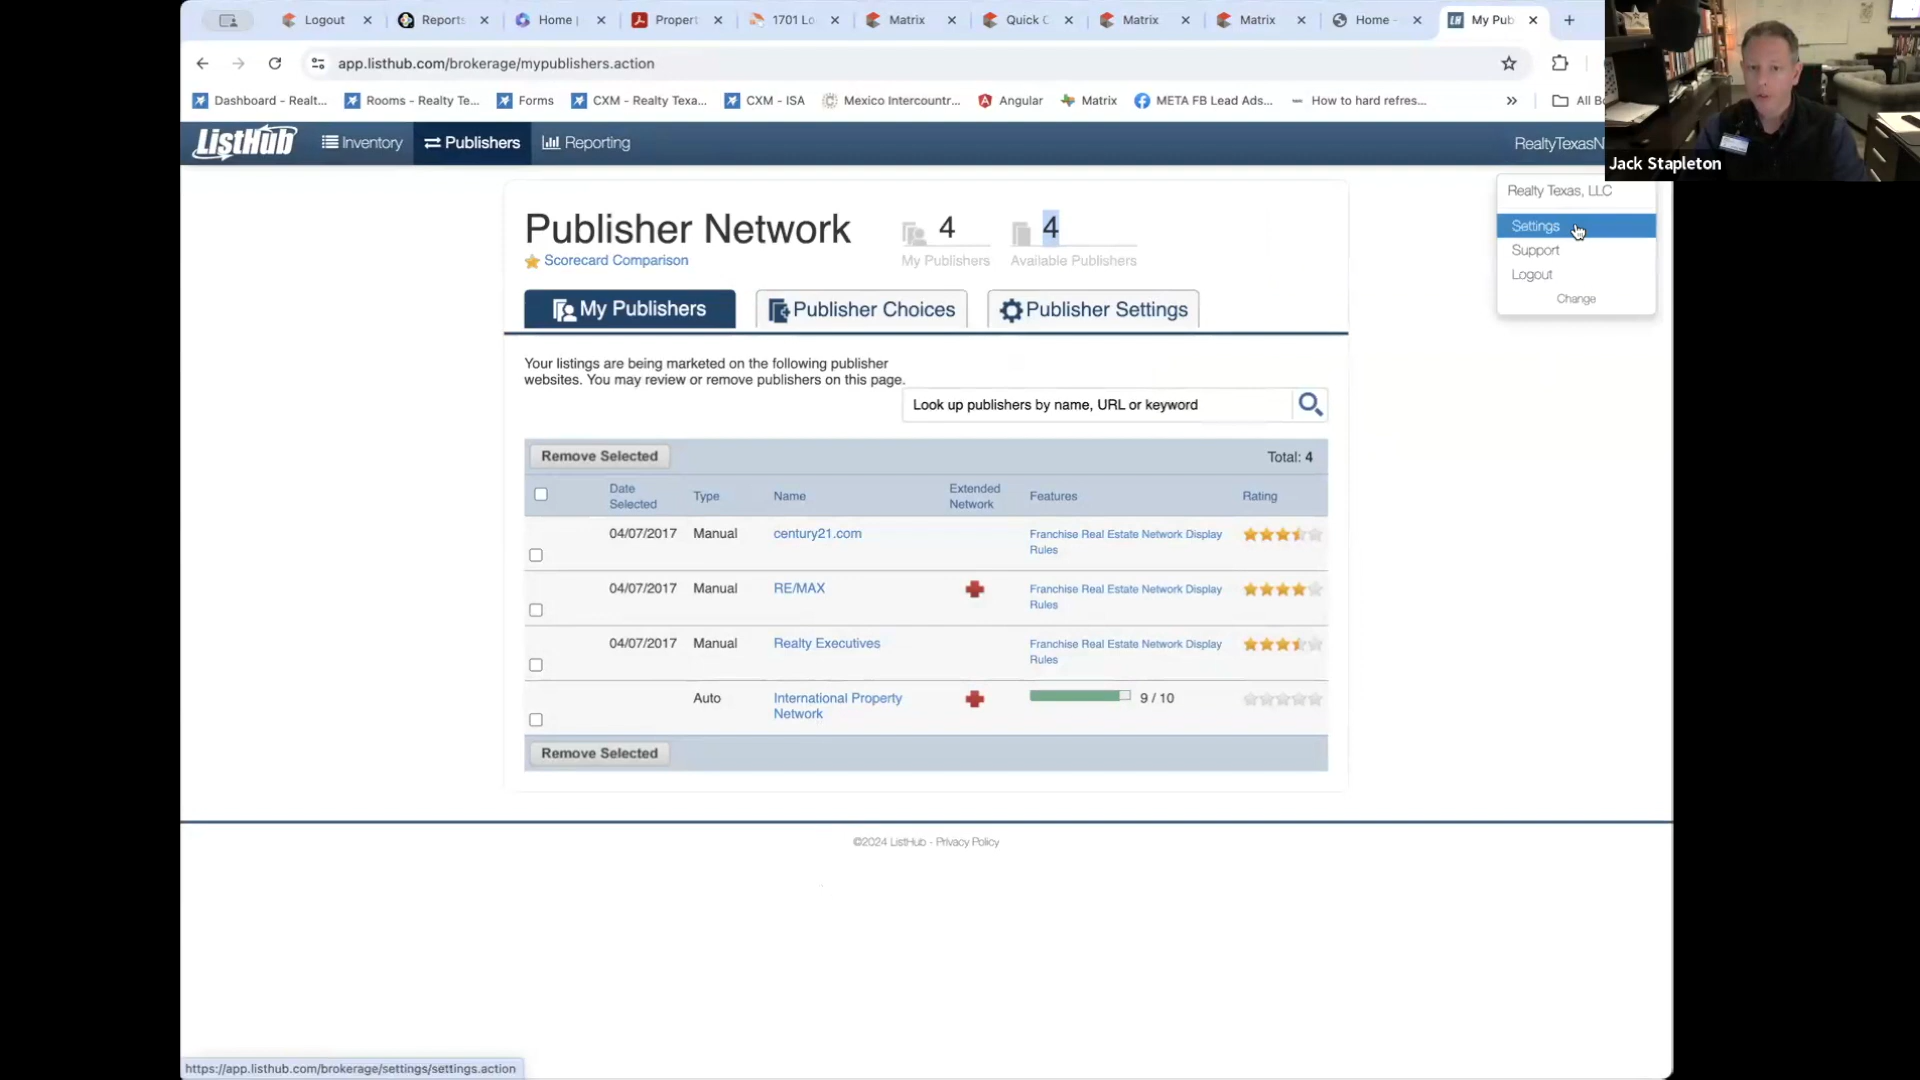 Logout
Reports
Home
Propert
1701 Lo
Matrix
Quick C
Matrix
Matrix
Home -
My Pub
app.listhub.com/brokerage/mypublishers.action
Dashboard - Realt...
Rooms - Realty Te...
Forms
CXM - Realty Texa...
CXM - ISA
Mexico Intercountr...
Angular
Matrix
META FB Lead Ads...
How to hard refres...
»
All Bo
ListHub
Inventory
Publishers
Reporting
RealtyTexasN
Jack Stapleton
Realty Texas, LLC
Settings
Support
Logout
Change
Publisher Network
4
4
Scorecard Comparison
My Publishers
Available Publishers
My Publishers
Publisher Choices
Publisher Settings
Your listings are being marketed on the following publisher
websites. You may review or remove publishers on this page.
Look up publishers by name, URL or keyword
Remove Selected
Total: 4
Date Selected Type Name Extended Network Features Rating
04/07/2017 Manual century21.com Franchise Real Estate Network Display
Rules
04/07/2017 Manual RE/MAX Franchise Real Estate Network Display
Rules
04/07/2017 Manual Realty Executives Franchise Real Estate Network Display
Rules
Auto International Property 9 / 10
Network
Remove Selected
©2024 ListHub - Privacy Policy
https://app.listhub.com/brokerage/settings/settings.action